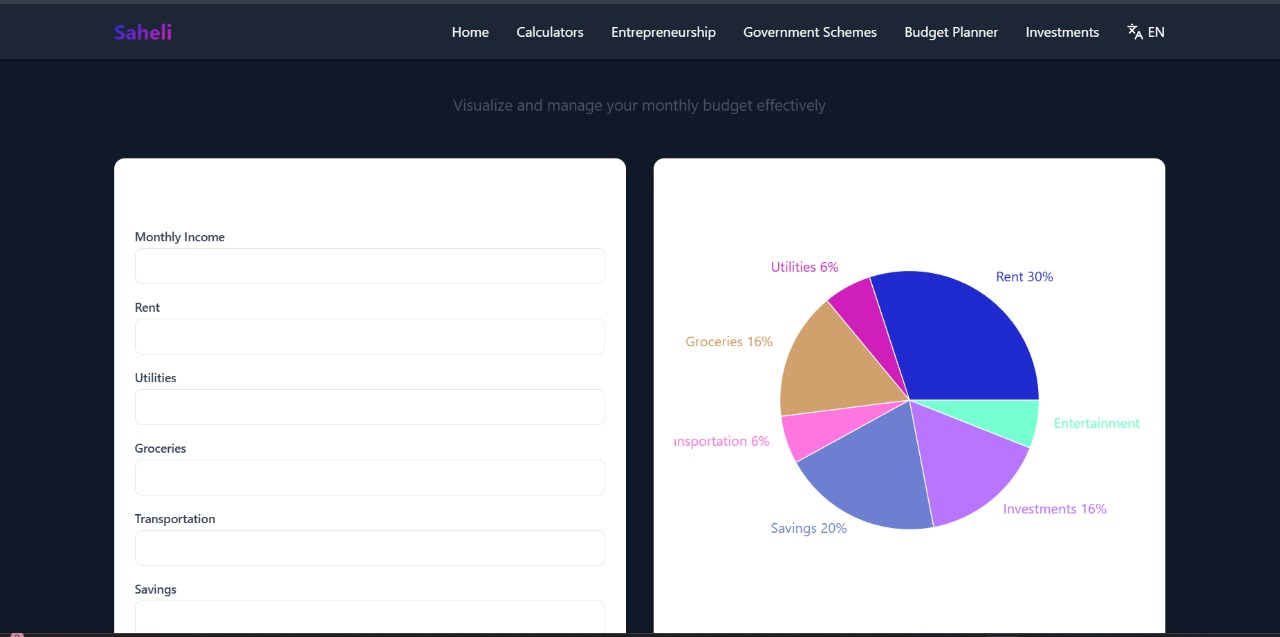 Saheli
Home Calculators Entrepreneurship Government Schemes Budget Planner Investments EN
Visualize and manage your monthly budget effectively
Monthly Income
Rent
Utilities
Groceries
Transportation
Savings
Utilities 6%
Rent 30%
Groceries 16%
nsportation 6%
Entertainment
Investments 16%
Savings 20%